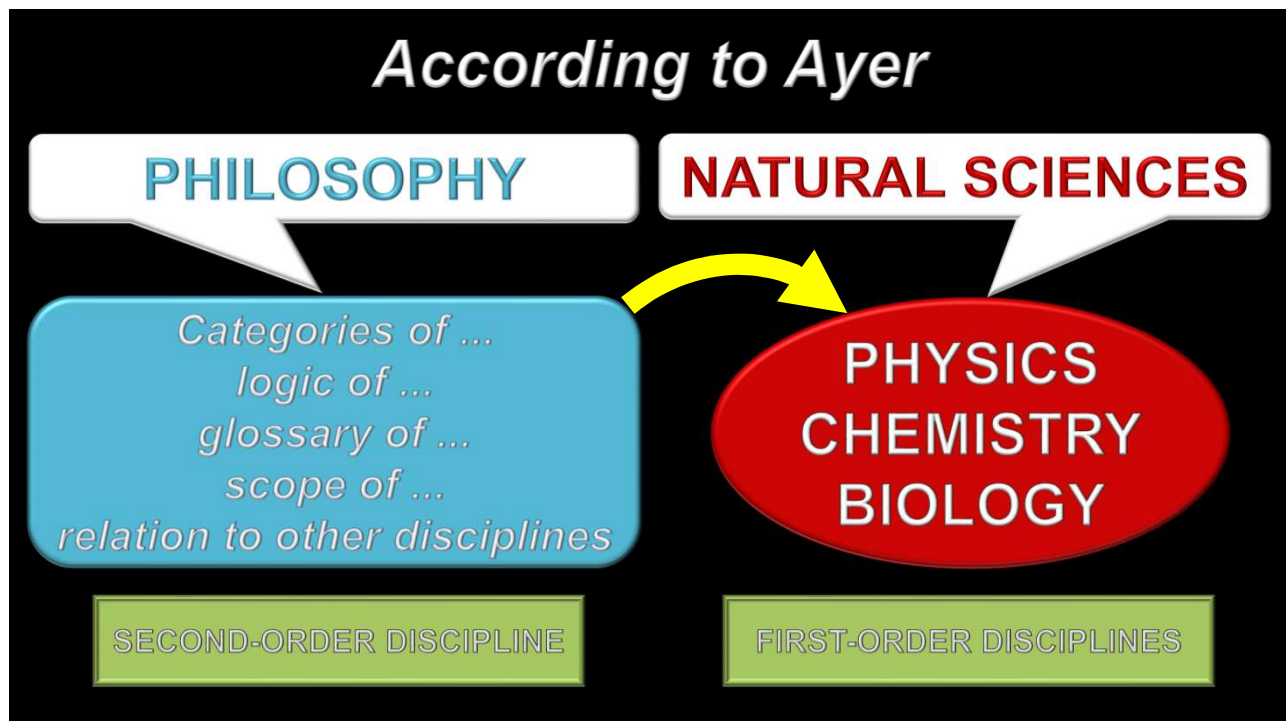 According to Ayer
PHILOSOPHY
NATURAL SCIENCES
Categories of ...
logic of ...
glossary of ...
scope of ...
relation to other disciplines
PHYSICS
CHEMISTRY
BIOLOGY
SECOND-ORDER DISCIPLINE
FIRST-ORDER DISCIPLINES